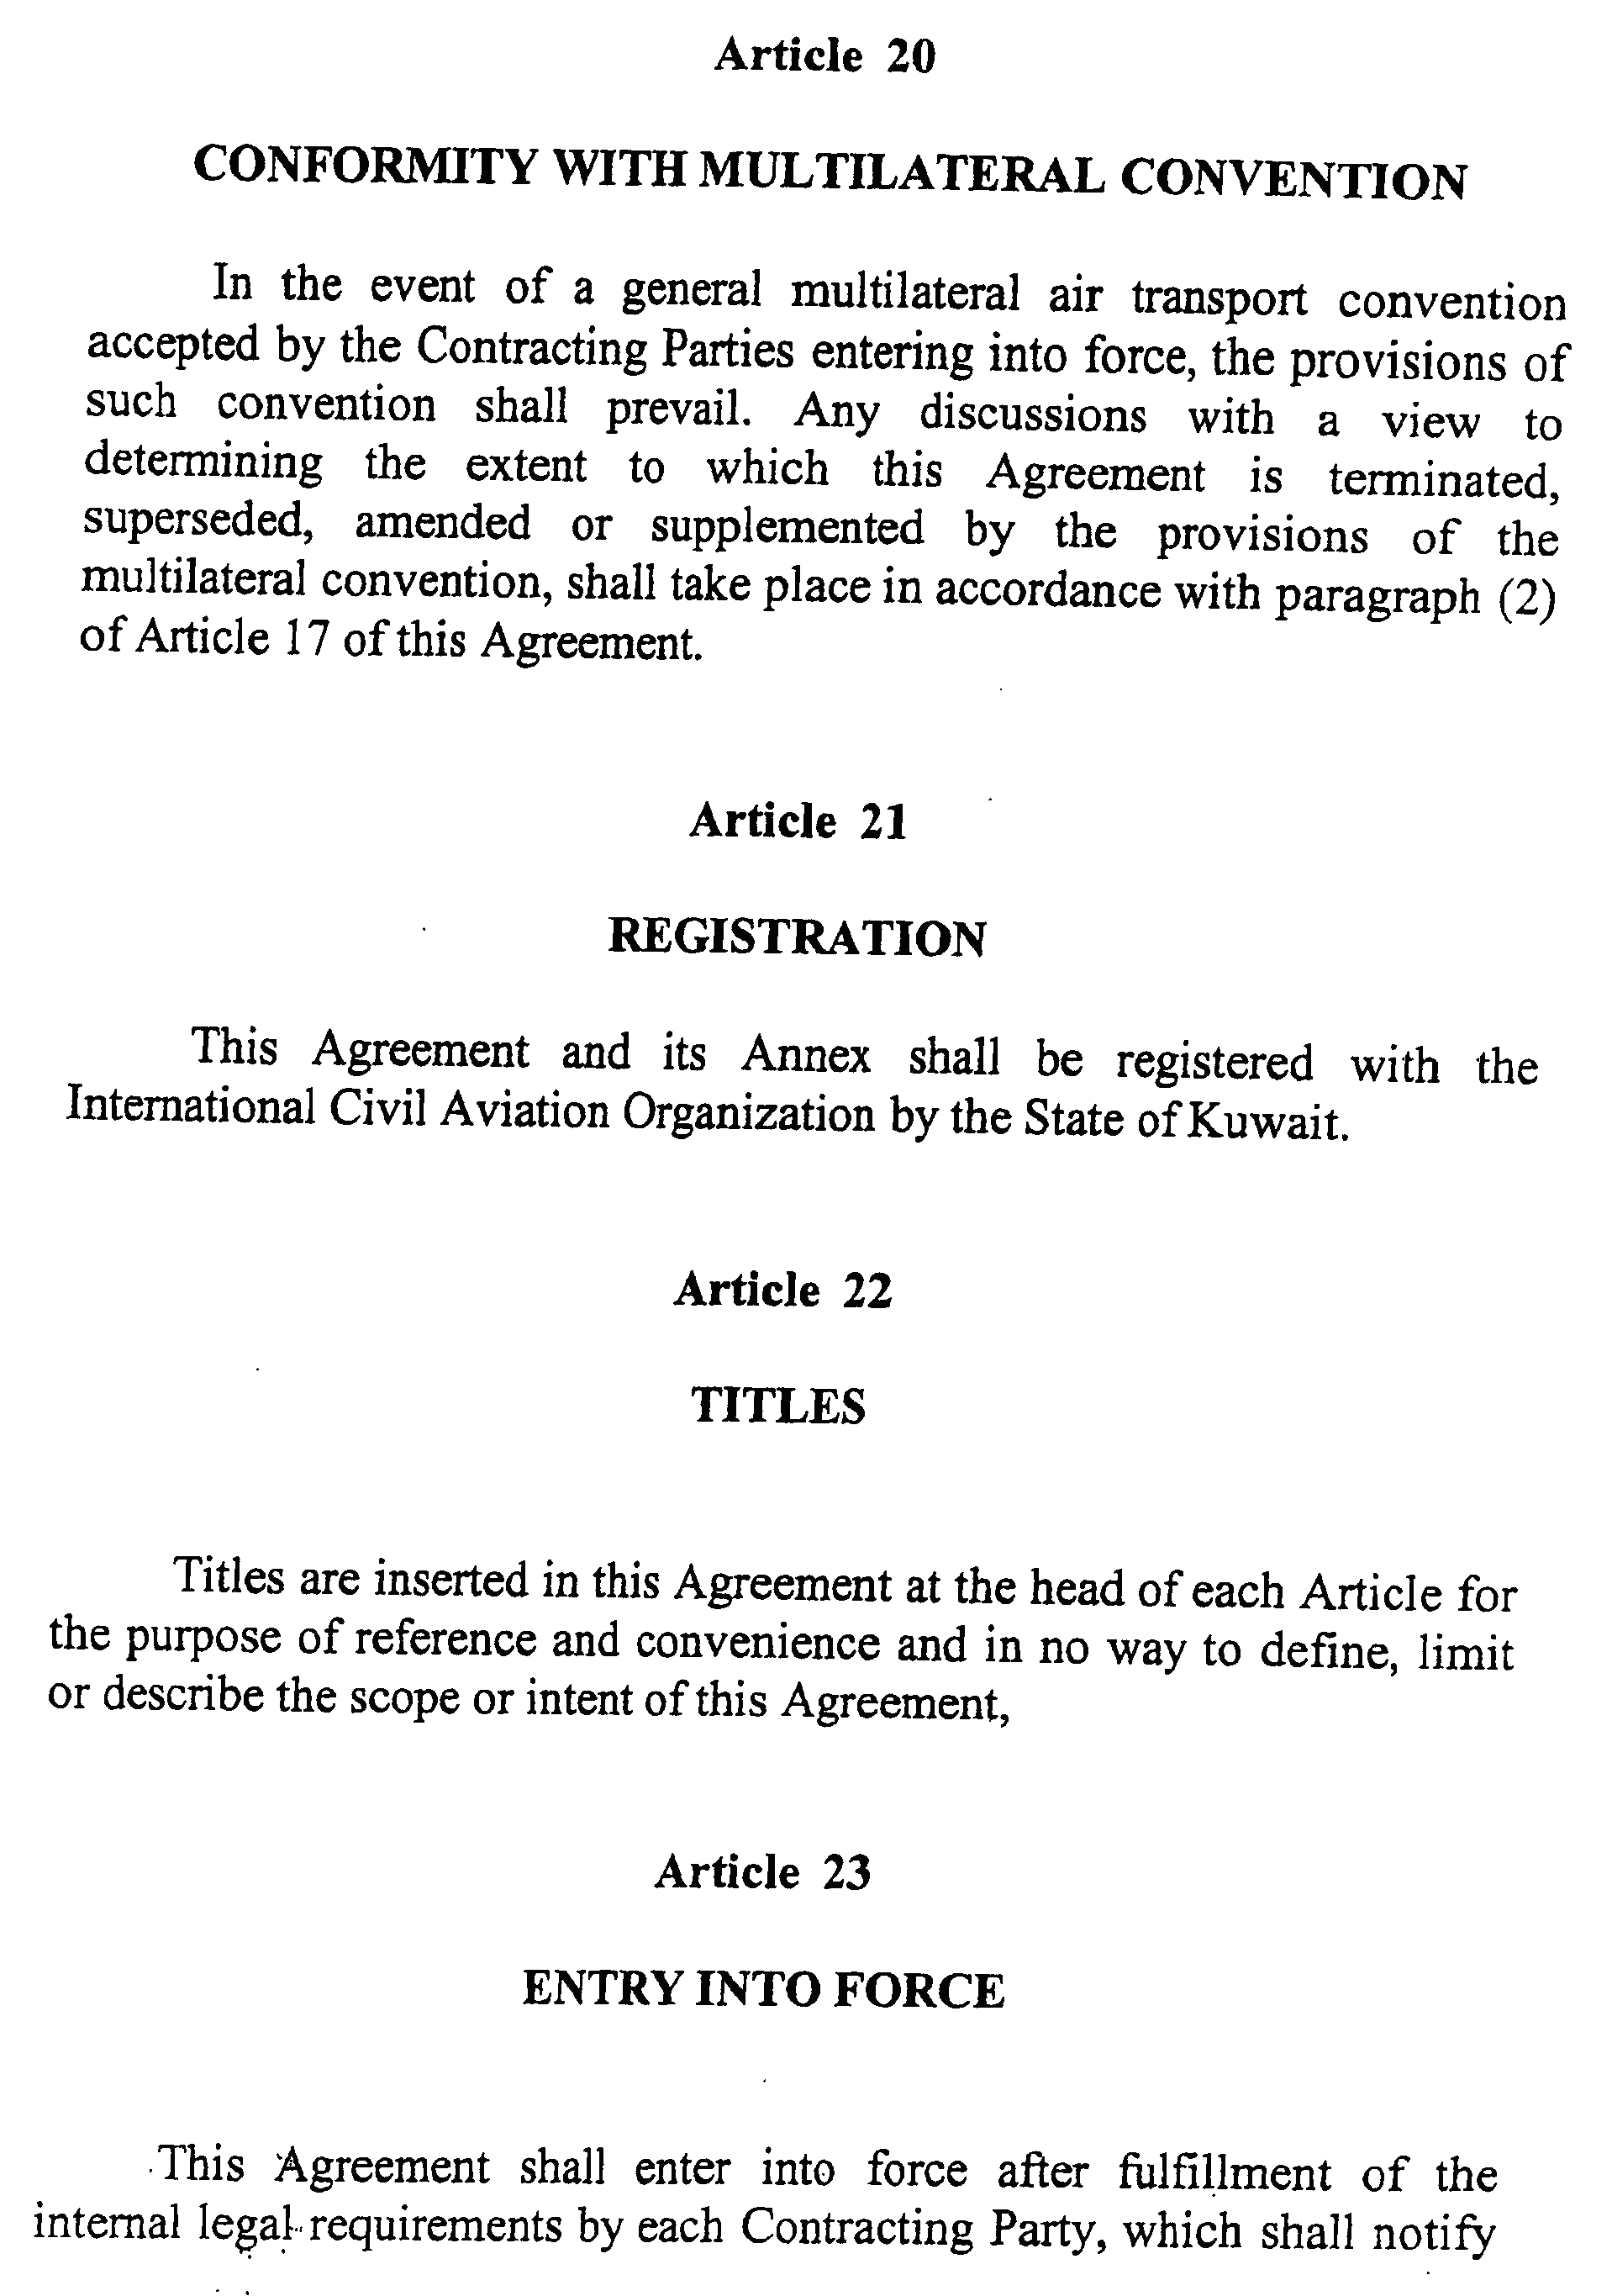 Article 20
CONFORMITY WITH MULTILATERAL CONVENTION
In the event of a general multilateral air transport convention
accepted by the Contracting Parties entering into force, the provisions of
such convention shall prevail. Any discussions with a view to
determining the extent to which this Agreement is terminated,
superseded, amended or supplemented by the provisions of the
multilateral convention, shall take place in accordance with paragraph (2)
of Article 17 of this Agreement.
Article 21
REGISTRATION
This Agreement and its Annex shall be registered with the
International Civil Aviation Organization by the State of Kuwait.
Article 22
TITLES
Titles are inserted in this Agreement at the head of each Article for
the purpose of reference and convenience and in no way to define, limit
or describe the scope or intent of this Agreement,
Article 23
ENTRY INTO FORCE
This Agreement shall enter into force after fulfillment of the
internal legal requirements by each Contracting Party, which shall notify